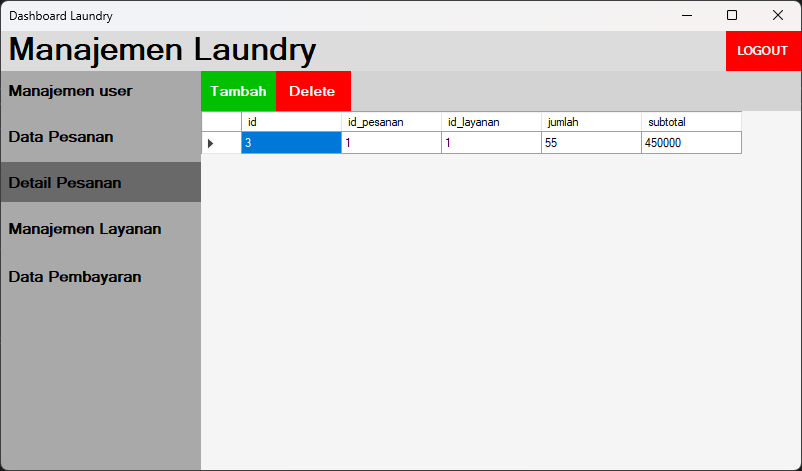 Dashboard Laundry
Manajemen Laundry
LOGOUT
Manajemen user
Data Pesanan
Detail Pesanan
Manajemen Layanan
Data Pembayaran
Tambah Delete
id id_pesanan id_layanan jumlah subtotal
3 1 1 55 450000